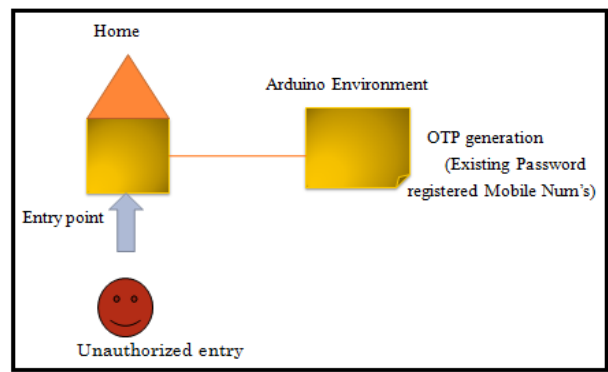 Home
Arduino Environment
OTP generation
(Existing Password
registered Mobile Num's)
Entry point
Unauthorized entry